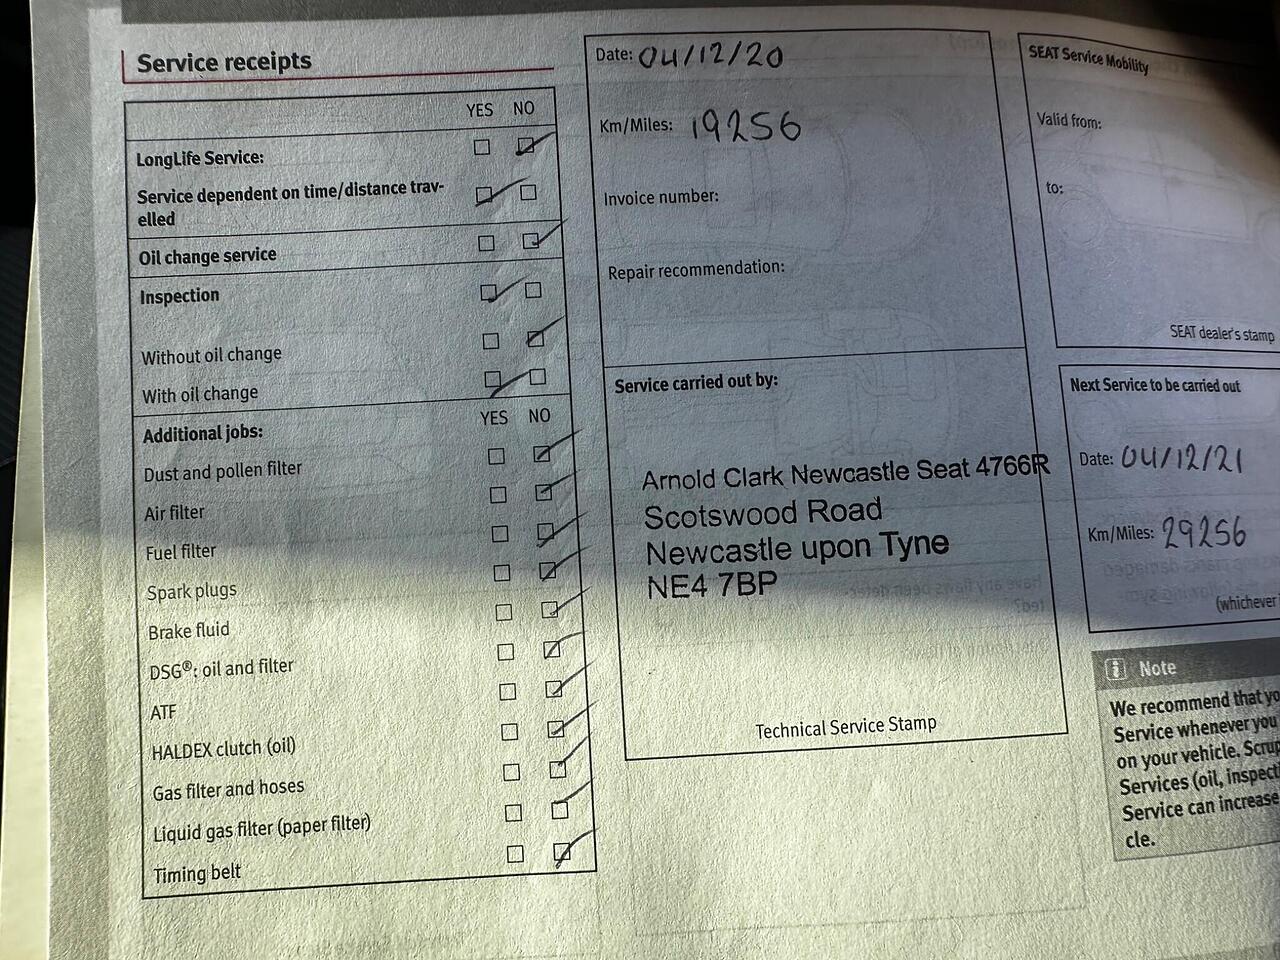 Service receipts
YES NO
LongLife Service:
Service dependent on time/distance trav-
elled
Oil change service
Inspection
Without oil change
With oil change
YES NO
Additional jobs:
Dust and pollen filter
Air filter
Fuel filter
Spark plugs
Brake fluid
DSG®: oil and filter
ATF
HALDEX clutch (oil)
Gas filter and hoses
Liquid gas filter (paper filter)
Timing belt
Date: 04/12/20
Km/Miles: 19256
Invoice number:
Repair recommendation:
Service carried out by:
Arnold Clark Newcastle Seat 4766R
Scotswood Road
Newcastle upon Tyne
NE4 7BP
Technical Service Stamp
SEAT Service Mobility
Valid from:
to:
SEAT dealer's stamp
Next Service to be carried out
Date: 04/12/21
Km/Miles: 29256
(whichever
Note
We recommend that
Service whenever you
on your vehicle.
Services (oil,
Service can increase
cle.